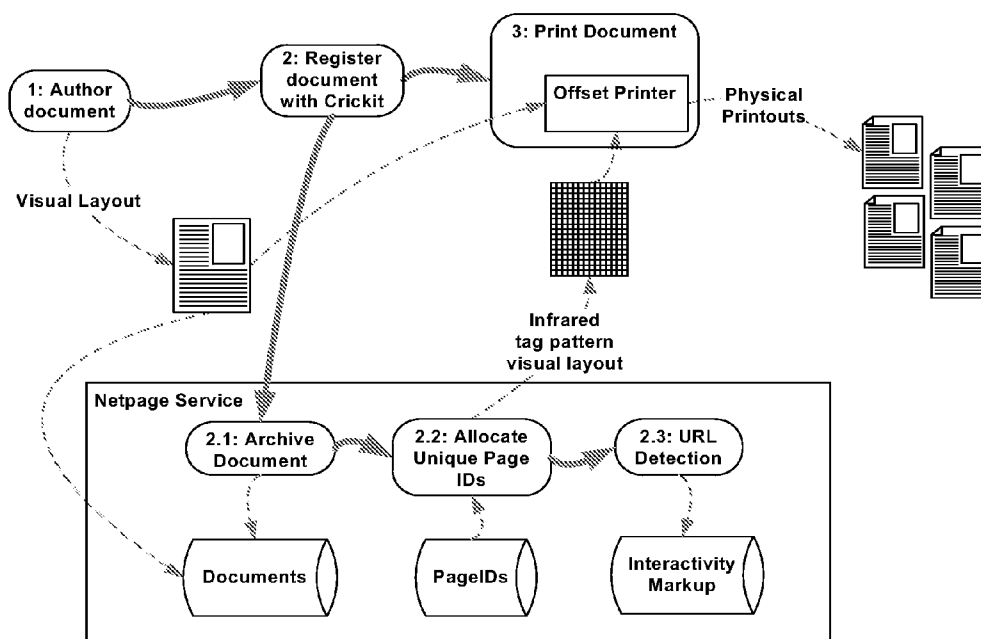 1: Author
document
2: Register
document
with Crickit
3: Print Document
Offset Printer
Physical
Printouts
Visual Layout
Infrared
tag pattern
visual layout
Netpage Service
2.1: Archive
Document
2.2: Allocate
Unique Page
IDs
2.3: URL
Detection
Documents
PageIDs
Interactivity
Markup